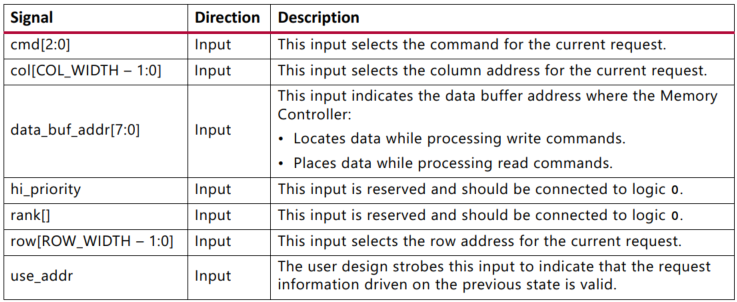 Signal Direction Description
cmd[2:0] Input This input selects the command for the current request.
col[COL_WIDTH – 1:0] Input This input selects the column address for the current request.
data_buf_addr[7:0] Input This input indicates the data buffer address where the Memory
Controller:
• Locates data while processing write commands.
• Places data while processing read commands.
hi_priority Input This input is reserved and should be connected to logic 0.
rank[] Input This input is reserved and should be connected to logic 0.
row[ROW_WIDTH – 1:0] Input This input selects the row address for the current request.
use_addr Input The user design strobes this input to indicate that the request
information driven on the previous state is valid.